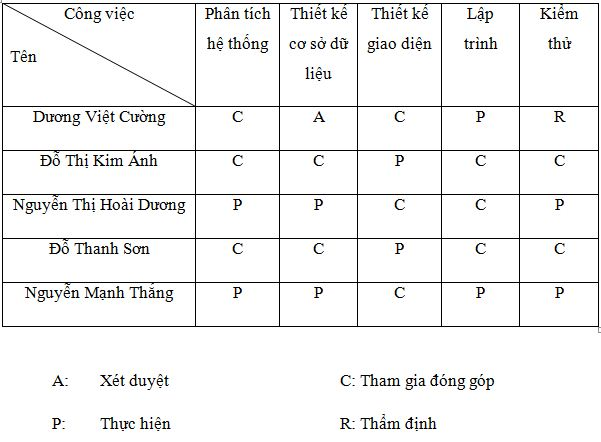 Công việc
Tên
Phân tích hệ thống
Thiết kế cơ sở dữ liệu
Thiết kế giao diện
Lập trình
Kiểm thử
Dương Việt Cường C A C P R
Đỗ Thị Kim Ánh C C P C C
Nguyễn Thị Hoài Dương P P C C P
Đỗ Thanh Sơn C C P C C
Nguyễn Mạnh Thắng P P C P P
A: Xét duyệt C: Tham gia đóng góp
P: Thực hiện R: Thẩm định